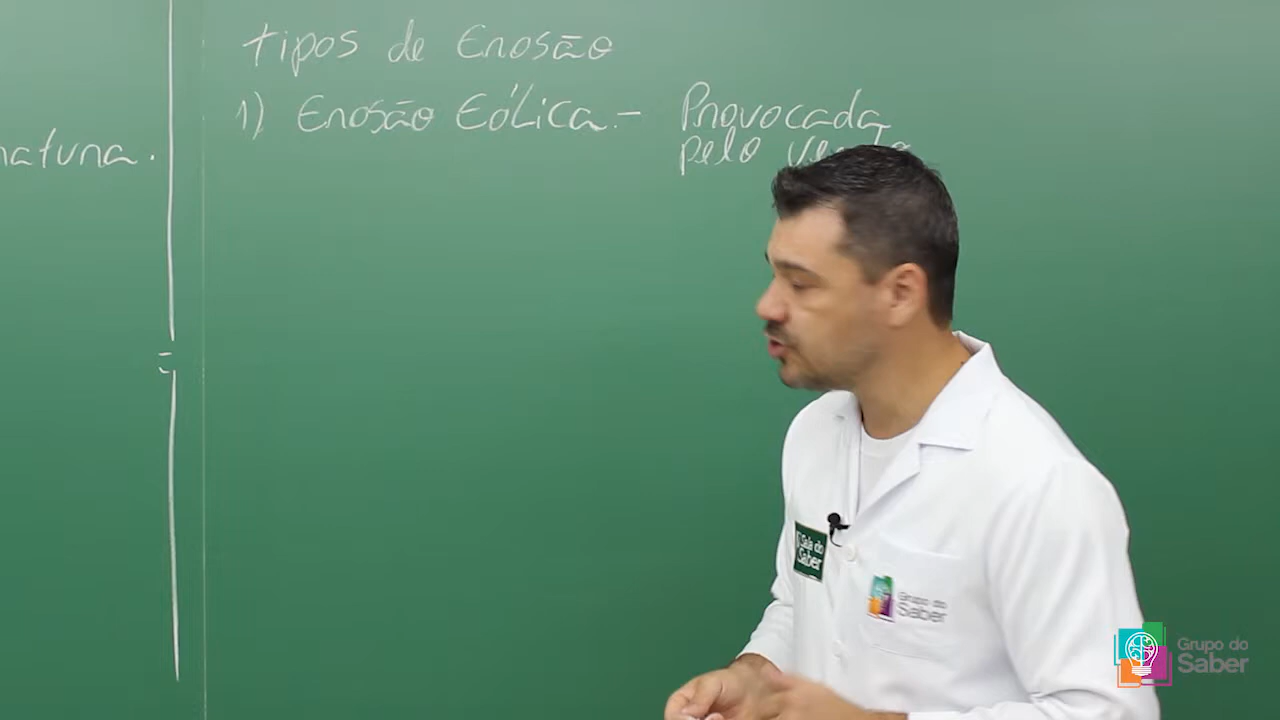 tipos de Erosão
1) Erosão Eólica - Provocada
pelo
natura.
Sala do
Saber
Grupo do
Saber
Grupo do
Saber